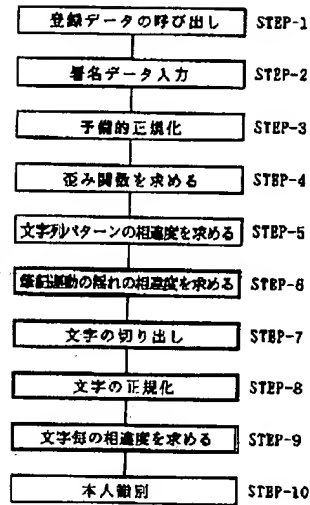 登録データの呼び出し STEP-1
署名データ入力 STEP-2
予備的正規化 STEP-3
歪み関数を求める STEP-4
文字列パターンの相違度を求める STEP-5
筆記運動の揺れの相違度を求める STEP-6
文字の切り出し STEP-7
文字の正規化 STEP-8
文字毎の相違度を求める STEP-9
本人識別 STEP-10